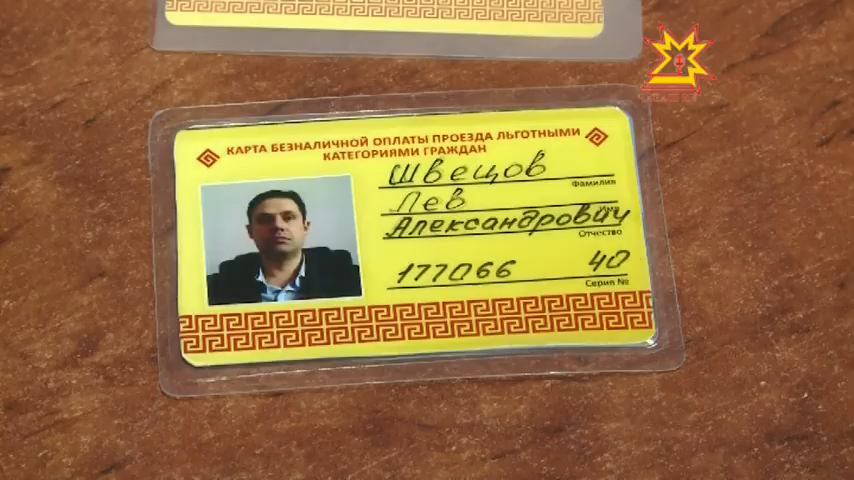 КАРТА БЕЗНАЛИЧНОЙ ОПЛАТЫ ПРОЕЗДА ЛЬГОТНЫМИ
КАТЕГОРИЯМИ ГРАЖДАН
Швецов
Фамилия
Лев
Имя
Александрович
Отчество
177066 40
Серия №